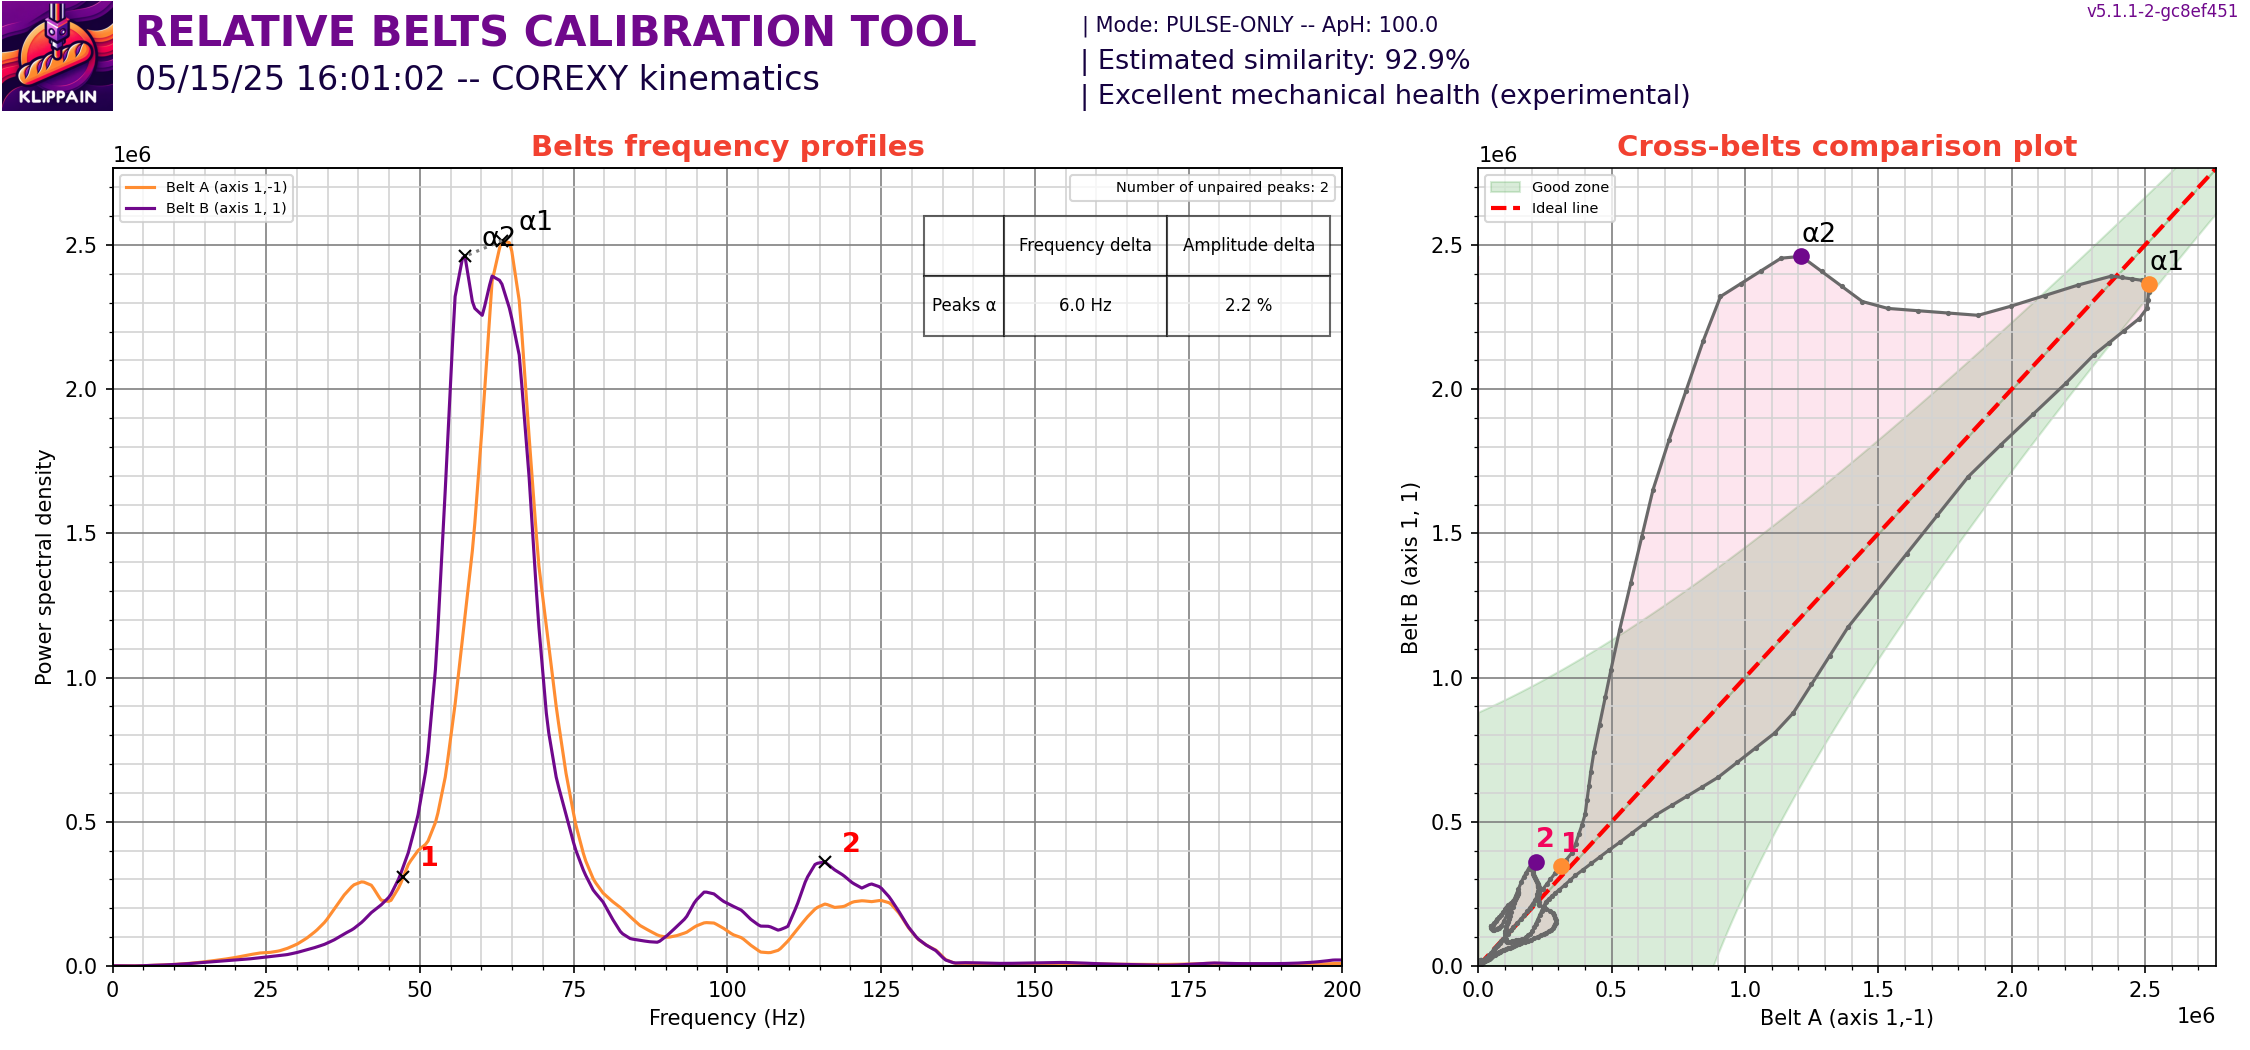 KLIPPAIN
RELATIVE BELTS CALIBRATION TOOL
05/15/25 16:01:02 -- COREXY kinematics
| Mode: PULSE-ONLY -- ApH: 100.0
| Estimated similarity: 92.9%
| Excellent mechanical health (experimental)
v5.1.1-2-gc8ef451
Belts frequency profiles
1e6
Belt A (axis 1,-1)
Belt B (axis 1, 1)
Number of unpaired peaks: 2
Frequency delta Amplitude delta
Peaks α 6.0 Hz 2.2 %
α2 α1
1
2
2.5
2.0
1.5
1.0
0.5
0.0
Power spectral density
0 25 50 75 100 125 150 175 200
Frequency (Hz)
Cross-belts comparison plot
1e6
Good zone
Ideal line
α2
α1
2 1
2.5
2.0
1.5
1.0
0.5
0.0
Belt B (axis 1, 1)
0.0 0.5 1.0 1.5 2.0 2.5
Belt A (axis 1,-1)
1e6